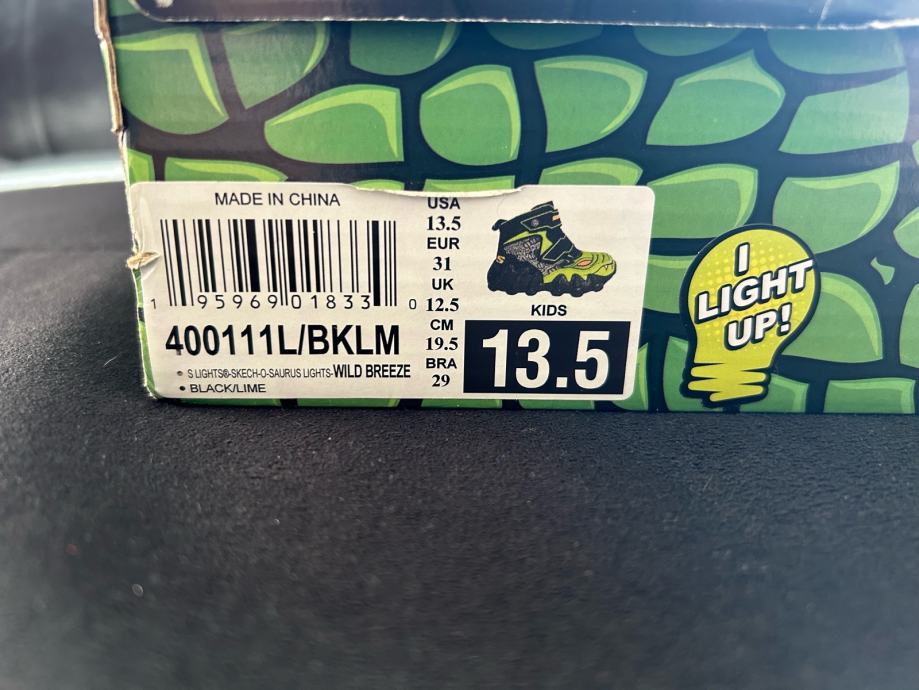 MADE IN CHINA
1 95969 01833 0
400111L/BKLM
• S LIGHTS®-SKECH-O-SAURUS LIGHTS-WILD BREEZE
• BLACK/LIME
USA
13.5
EUR
31
UK
12.5
CM
19.5
BRA
29
S
KIDS
13.5
I
LIGHT
UP!